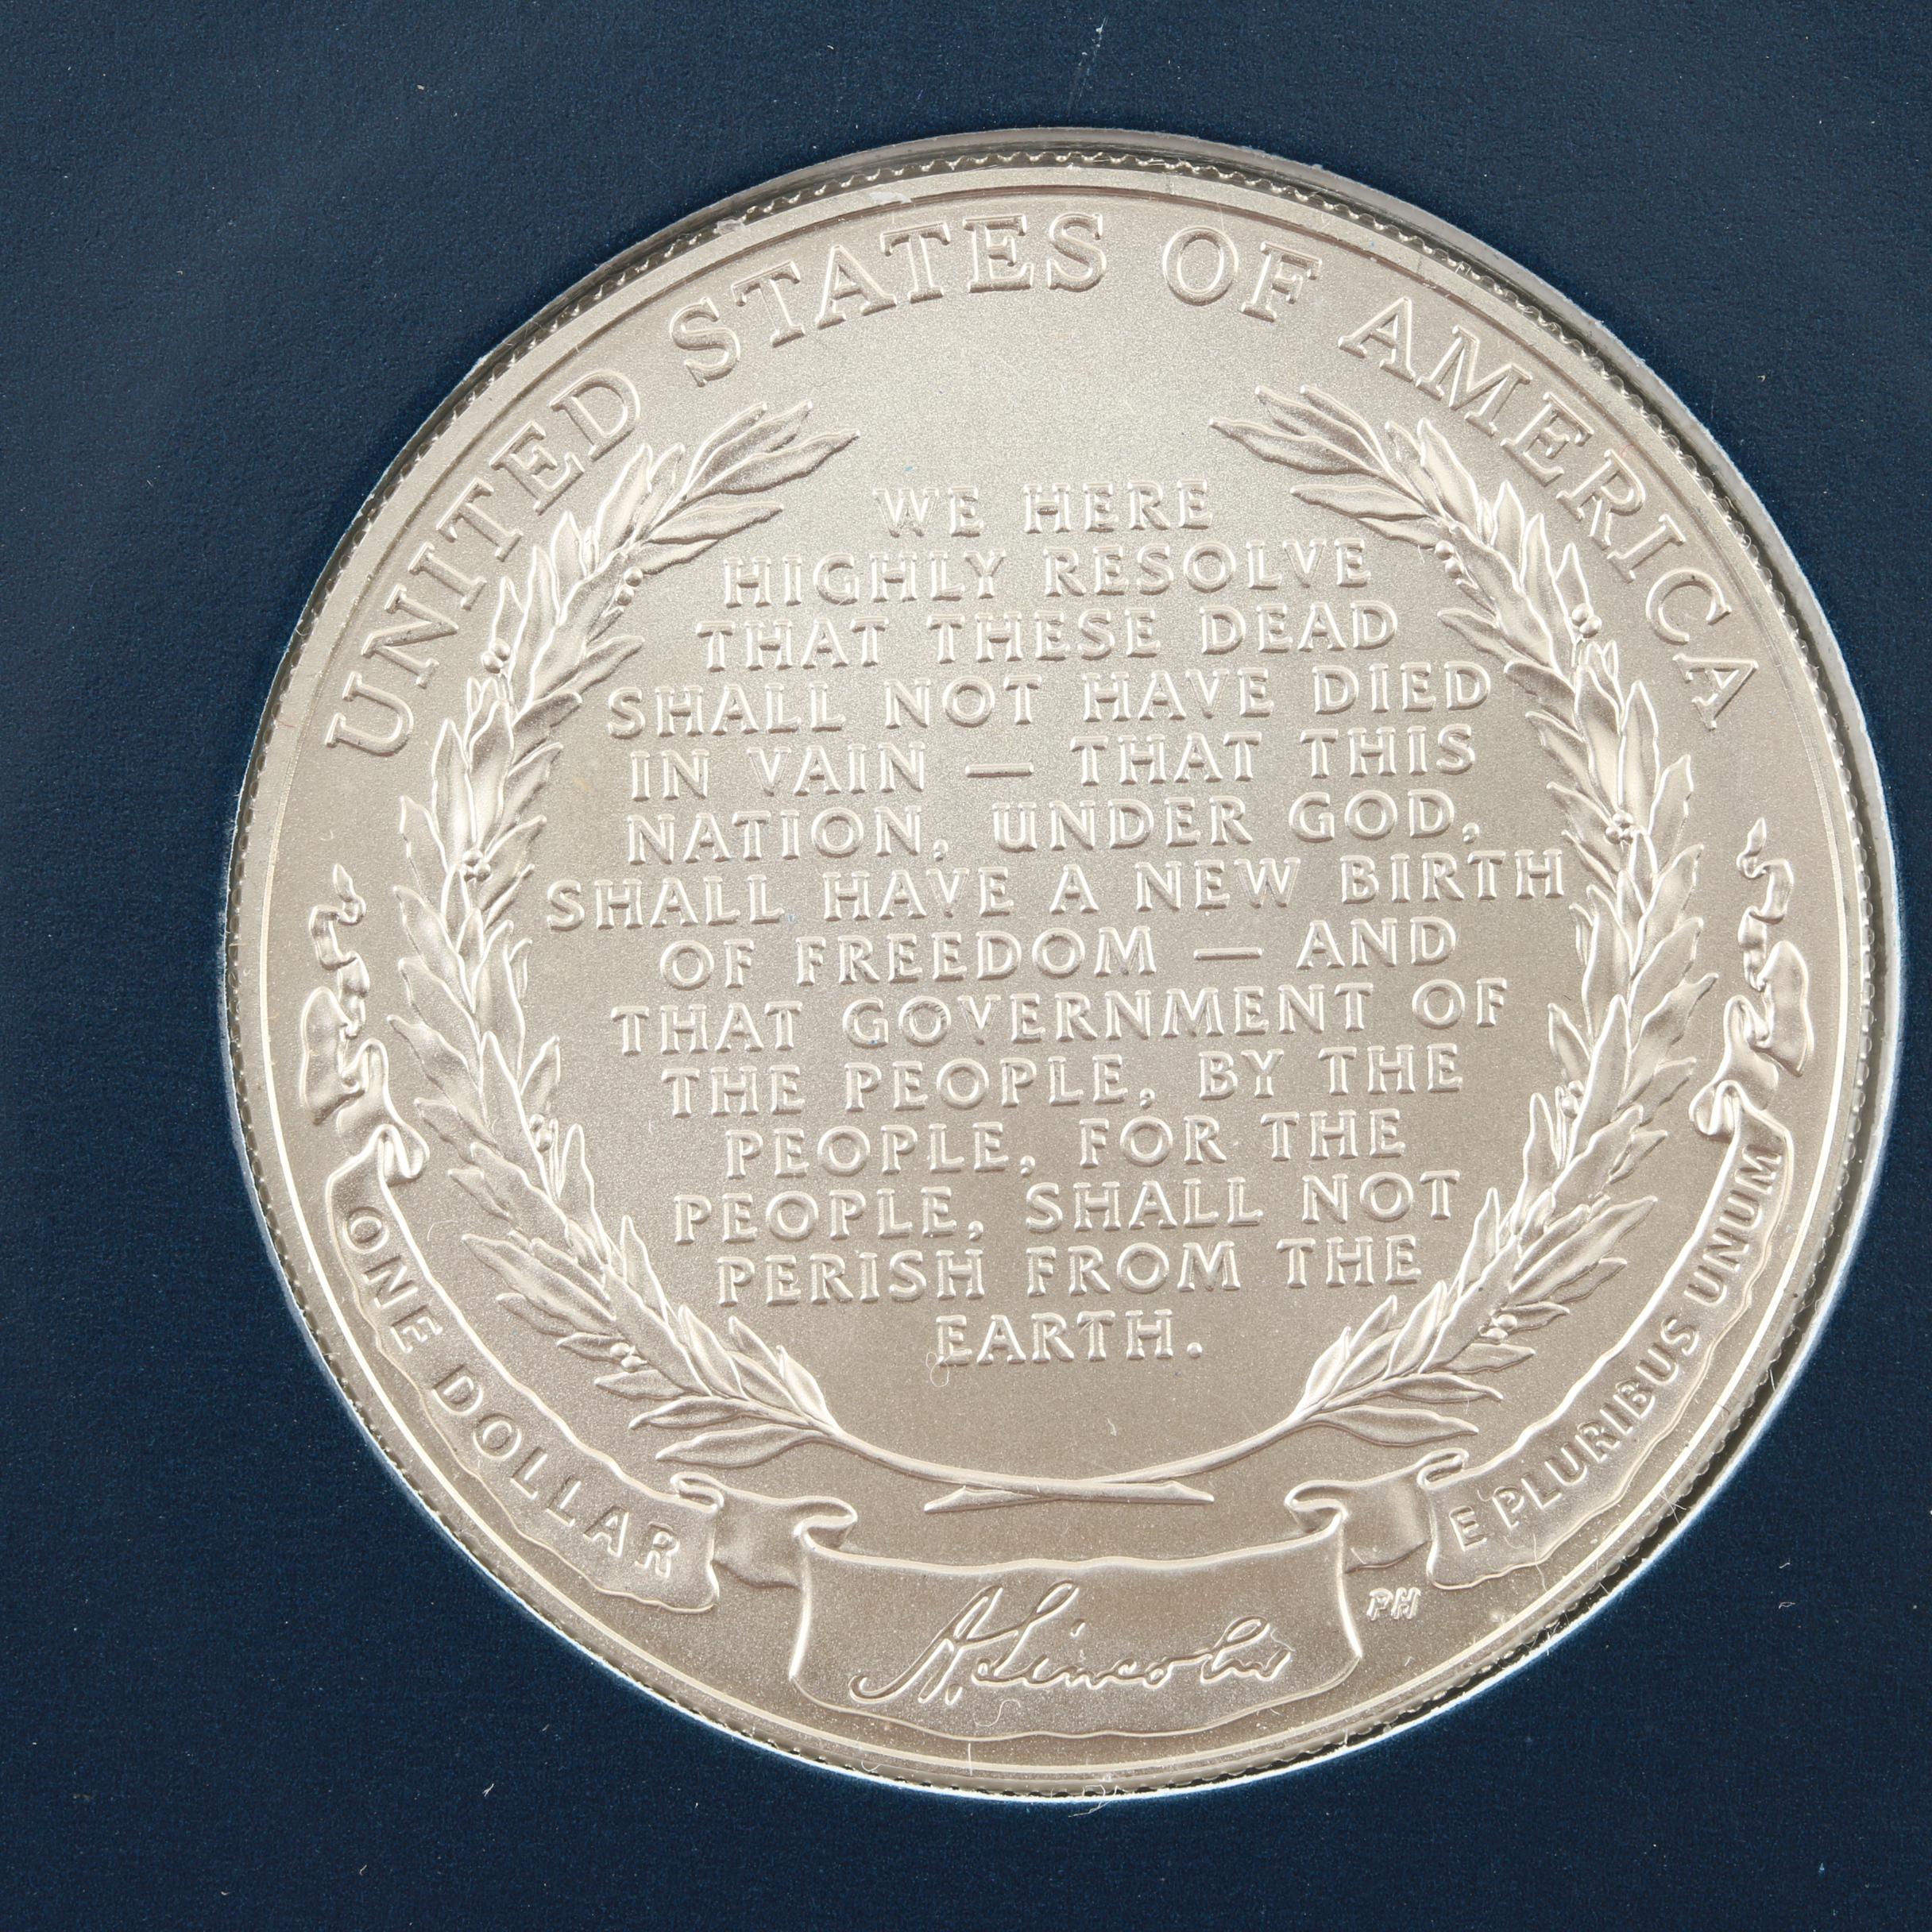 UNITED STATES OF AMERICA
WE HERE
HIGHLY RESOLVE
THAT THESE DEAD
SHALL NOT HAVE DIED
IN VAIN — THAT THIS
NATION, UNDER GOD,
SHALL HAVE A NEW BIRTH
OF FREEDOM — AND
THAT GOVERNMENT OF
THE PEOPLE, BY THE
PEOPLE, FOR THE
PEOPLE, SHALL NOT
PERISH FROM THE
EARTH.
ONE DOLLAR
A. Lincoln
PH
E PLURIBUS UNUM